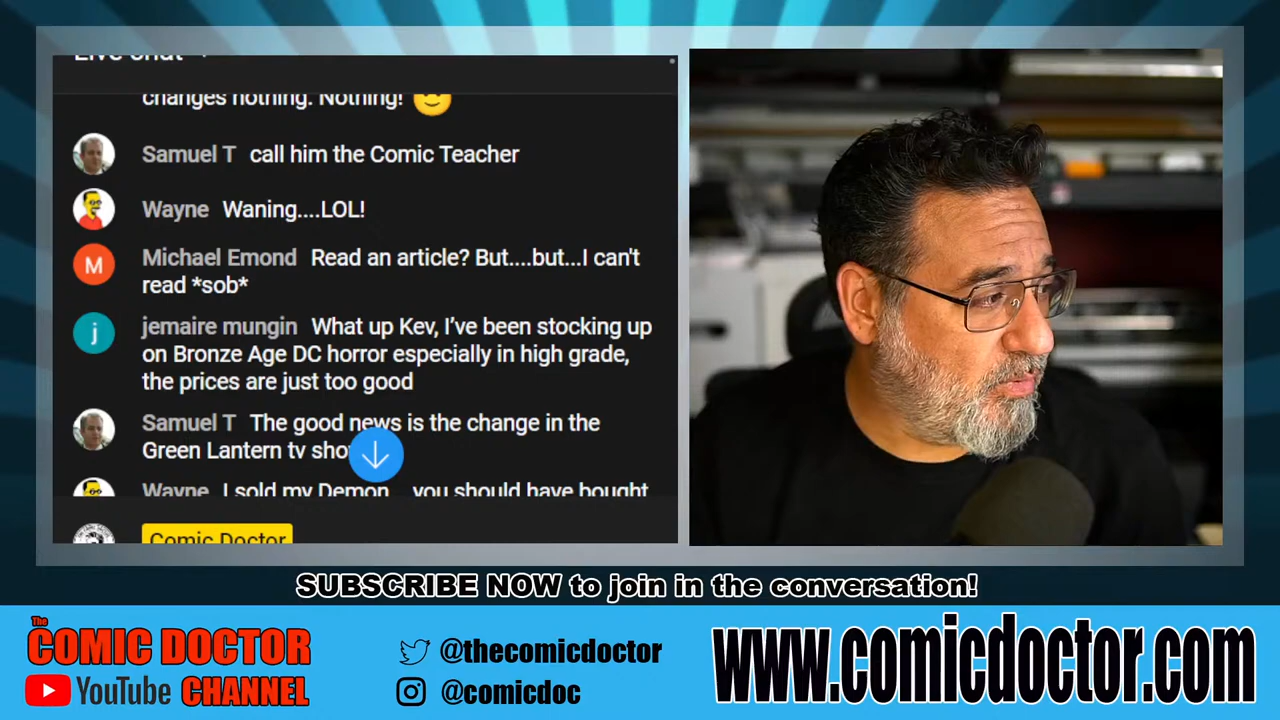 Live chat
changes nothing. Nothing! 🙂
Samuel T call him the Comic Teacher
Wayne Waning....LOL!
M
Michael Emond Read an article? But....but...I can't
read *sob*
j
jemaire mungin What up Kev, I've been stocking up
on Bronze Age DC horror especially in high grade,
the prices are just too good
Samuel T The good news is the change in the
Green Lantern tv sho
Wayne I sold my Demon... you should have bought
Comic Doctor
SUBSCRIBE NOW to join in the conversation!
The
COMIC DOCTOR
YouTube CHANNEL
@thecomicdoctor
@comicdoc
www.comicdoctor.com